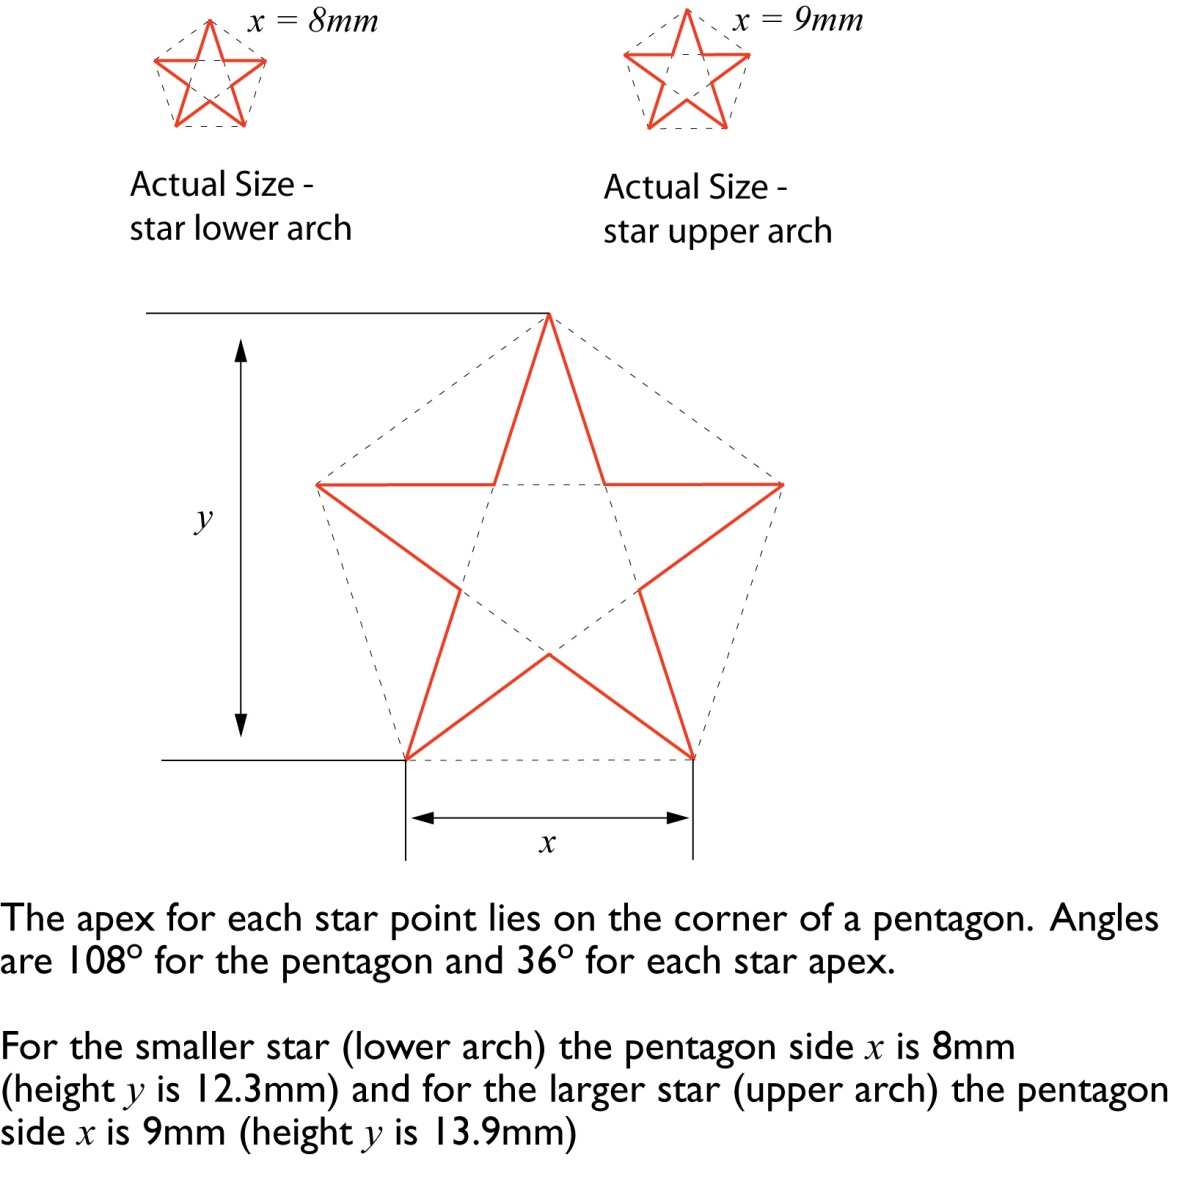 x = 8mm
x = 9mm
Actual Size -
star lower arch
Actual Size -
star upper arch
y
x
The apex for each star point lies on the corner of a pentagon. Angles
are 108º for the pentagon and 36º for each star apex.
For the smaller star (lower arch) the pentagon side x is 8mm
(height y is 12.3mm) and for the larger star (upper arch) the pentagon
side x is 9mm (height y is 13.9mm)